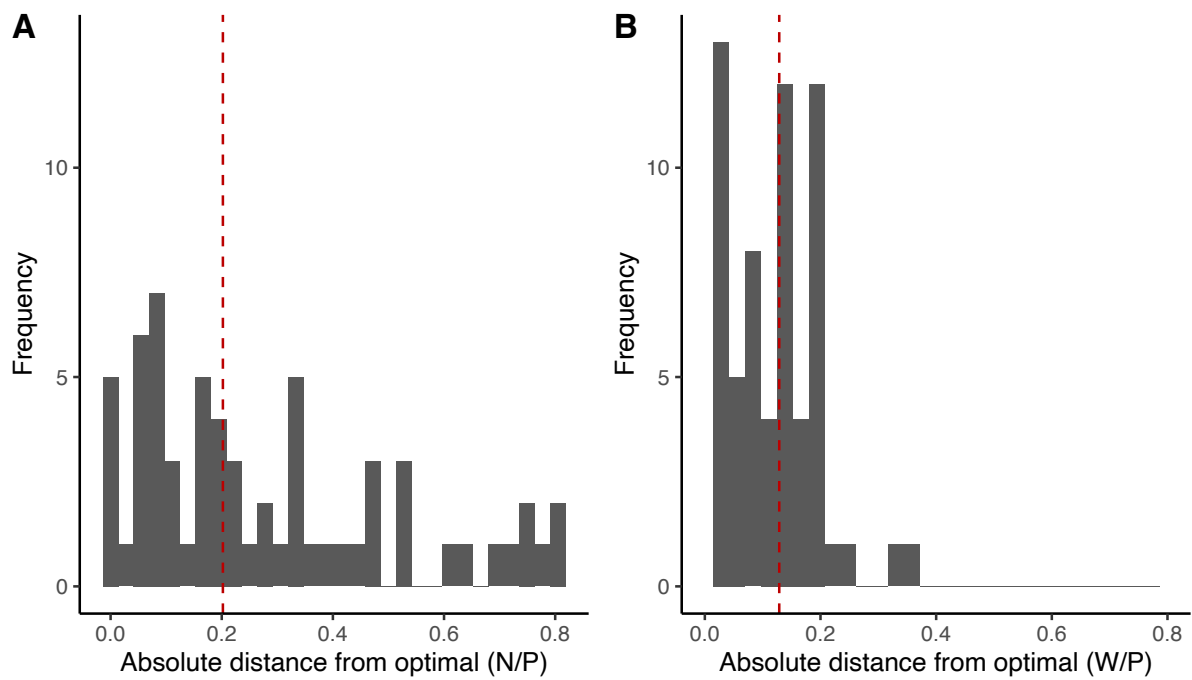 A
B
Frequency
10
5
0
0.0 0.2 0.4 0.6 0.8
Absolute distance from optimal (N/P)
Frequency
10
5
0
0.0 0.2 0.4 0.6 0.8
Absolute distance from optimal (W/P)